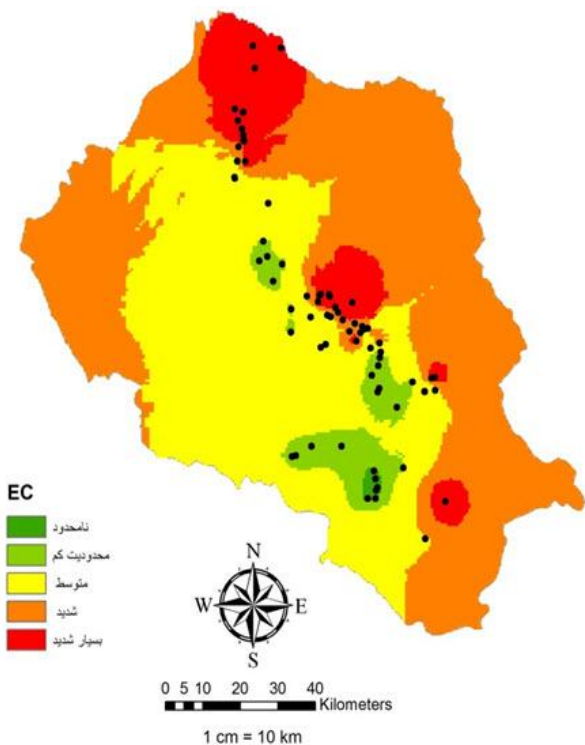 EC
نامحدود
محدودیت کم
متوسط
شدید
بسیار شدید
N
W E
S
0 5 10 20 30 40
Kilometers
1 cm = 10 km